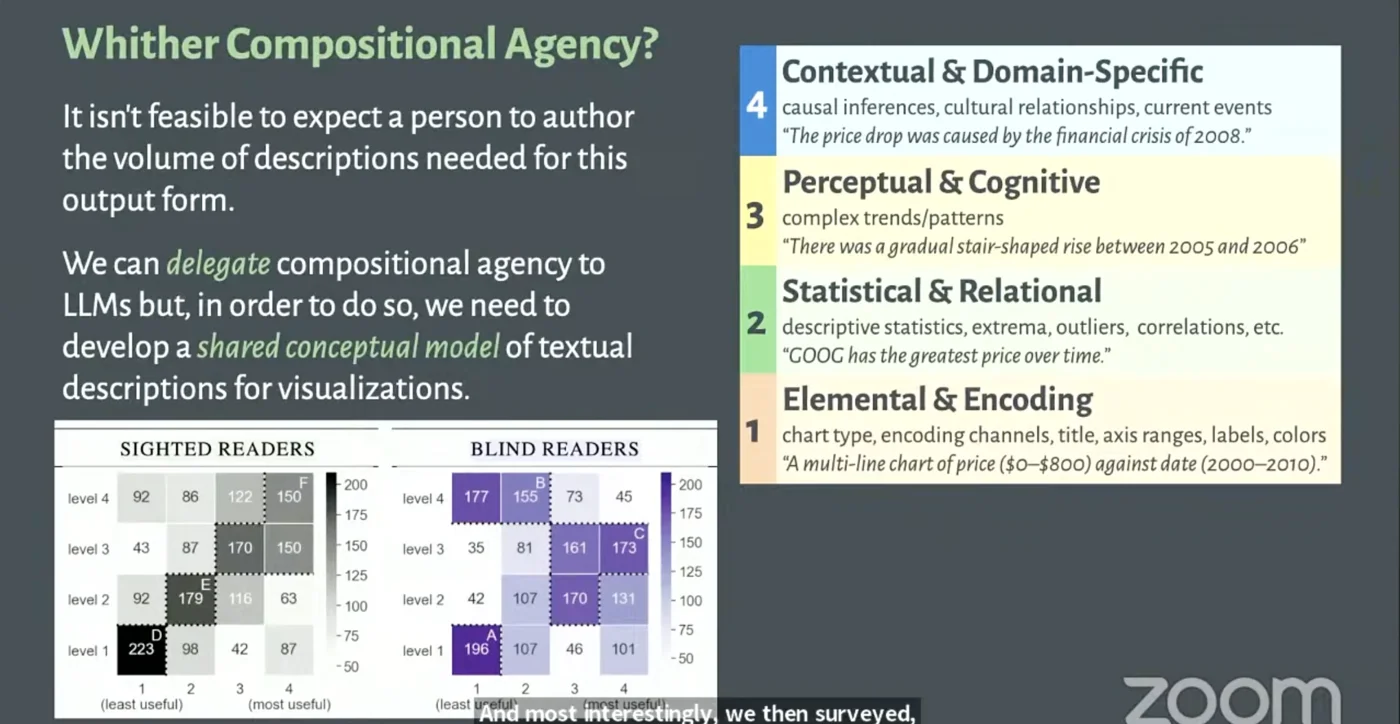 Whither Compositional Agency?
It isn't feasible to expect a person to author
the volume of descriptions needed for this
output form.
We can delegate compositional agency to
LLMs but, in order to do so, we need to
develop a shared conceptual model of textual
descriptions for visualizations.
4
Contextual & Domain-Specific
causal inferences, cultural relationships, current events
“The price drop was caused by the financial crisis of 2008.”
3
Perceptual & Cognitive
complex trends/patterns
“There was a gradual stair-shaped rise between 2005 and 2006”
2
Statistical & Relational
descriptive statistics, extrema, outliers, correlations, etc.
“GOOG has the greatest price over time.”
1
Elemental & Encoding
chart type, encoding channels, title, axis ranges, labels, colors
“A multi-line chart of price ($0–$800) against date (2000–2010).”
SIGHTED READERS
level 4 92 86 122 150 F
level 3 43 87 170 150
level 2 92 179 E 116 63
level 1 223 D 98 42 87
1 2 3 4
(least useful) (most useful)
200
175
150
125
100
75
50
BLIND READERS
level 4 177 155 B 73 45
level 3 35 81 161 173 C
level 2 42 107 170 131
level 1 196 A 107 46 101
1 2 3 4
(least useful) (most useful)
200
175
150
125
100
75
50
And most interestingly, we then surveyed,
zoom